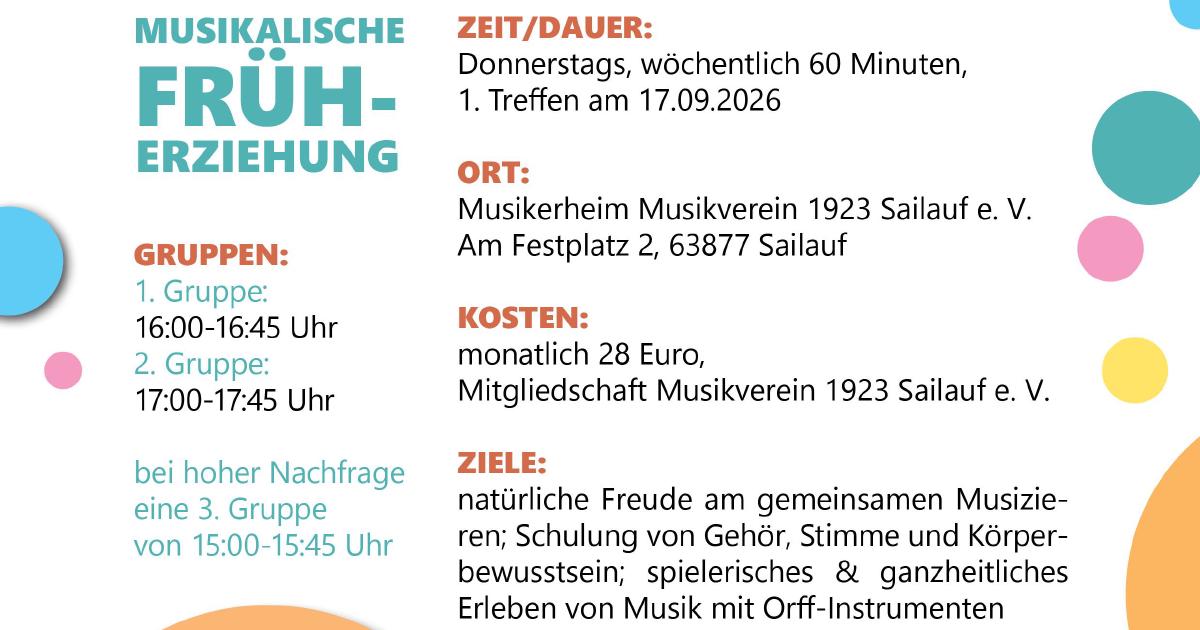 MUSIKALISCHE
FRÜH-
ERZIEHUNG
GRUPPEN:
1. Gruppe:
16:00-16:45 Uhr
2. Gruppe:
17:00-17:45 Uhr
bei hoher Nachfrage
eine 3. Gruppe
von 15:00-15:45 Uhr
ZEIT/DAUER:
Donnerstags, wöchentlich 60 Minuten,
1. Treffen am 17.09.2026
ORT:
Musikerheim Musikverein 1923 Sailauf e. V.
Am Festplatz 2, 63877 Sailauf
KOSTEN:
monatlich 28 Euro,
Mitgliedschaft Musikverein 1923 Sailauf e. V.
ZIELE:
natürliche Freude am gemeinsamen Musizie-
ren; Schulung von Gehör, Stimme und Körper-
bewusstsein; spielerisches & ganzheitliches
Erleben von Musik mit Orff-Instrumenten